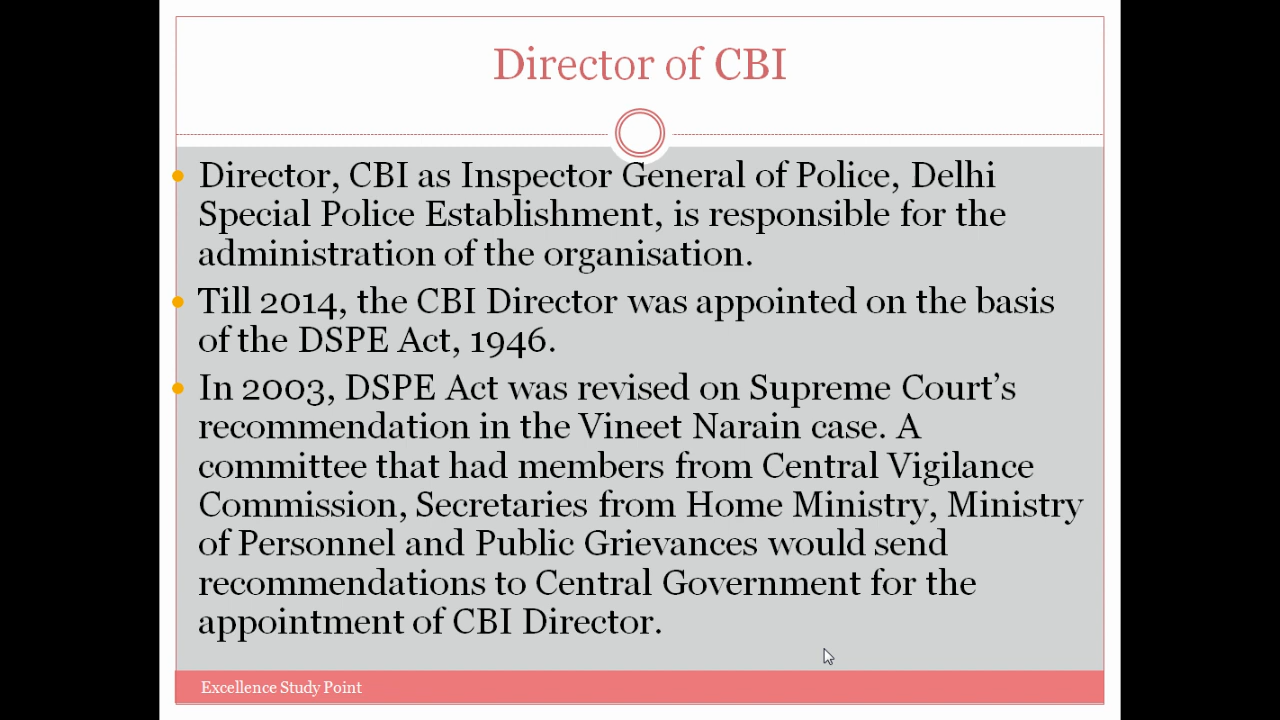 Director of CBI
Director, CBI as Inspector General of Police, Delhi
Special Police Establishment, is responsible for the
administration of the organisation.
Till 2014, the CBI Director was appointed on the basis
of the DSPE Act, 1946.
In 2003, DSPE Act was revised on Supreme Court’s
recommendation in the Vineet Narain case. A
committee that had members from Central Vigilance
Commission, Secretaries from Home Ministry, Ministry
of Personnel and Public Grievances would send
recommendations to Central Government for the
appointment of CBI Director.
Excellence Study Point